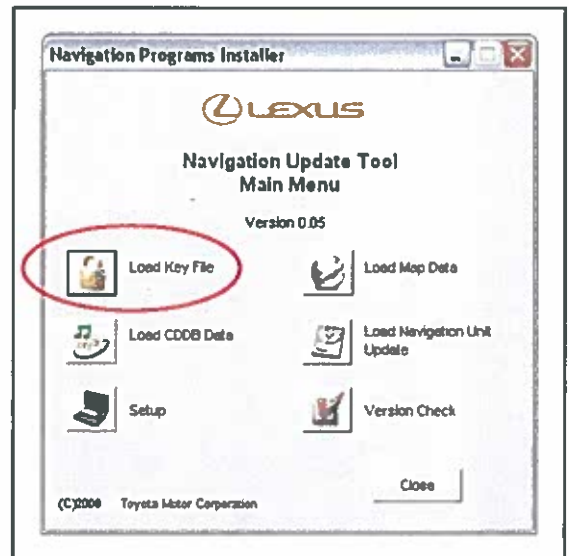 Navigation Programs Installer
LEXUS
Navigation Update Tool
Main Menu
Version 0.05
Load Key File
Load Map Data
Load CDDB Data
Load Navigation Unit
Update
Setup
Version Check
Close
(C)2008 Toyota Motor Corporation